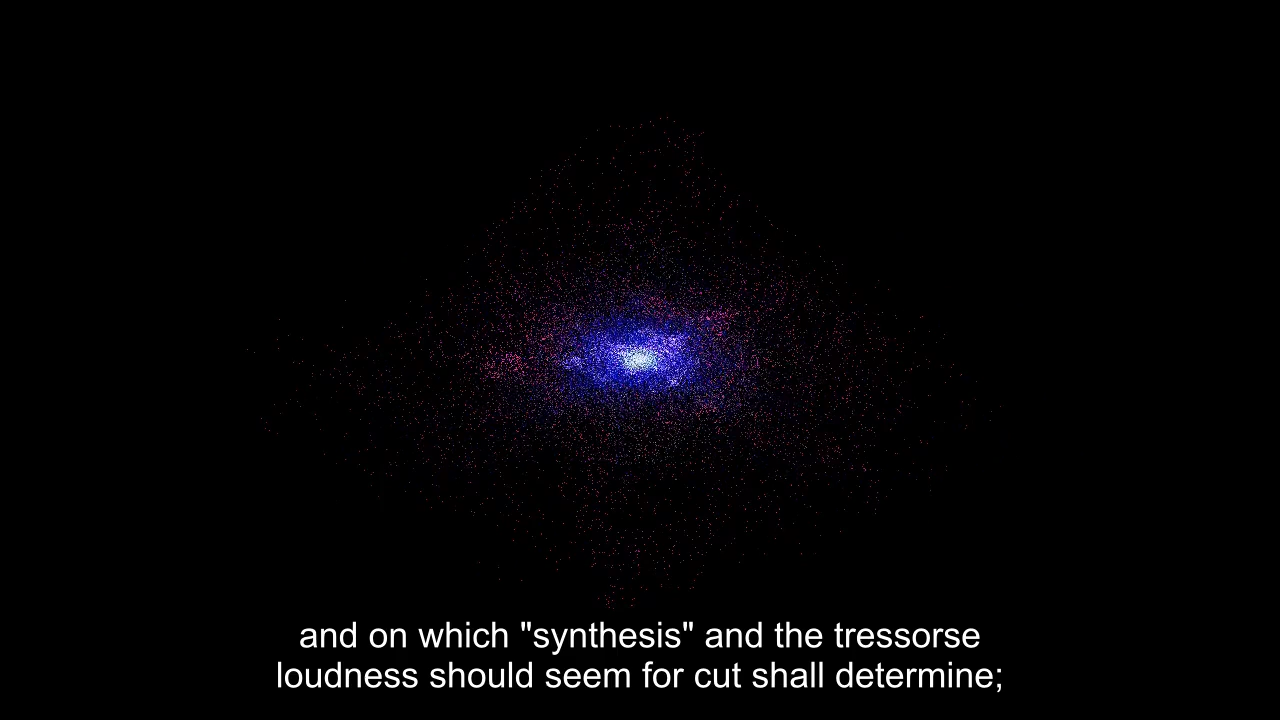 and on which "synthesis" and the tressorse
loudness should seem for cut shall determine;